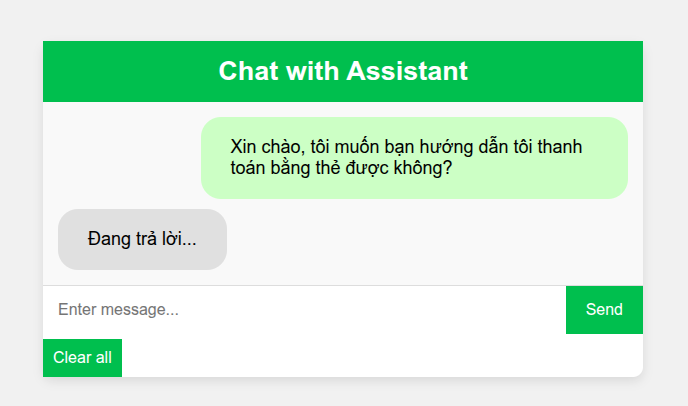 Chat with Assistant
Xin chào, tôi muốn bạn hướng dẫn tôi thanh
toán bằng thẻ được không?
Đang trả lời...
Enter message...
Send
Clear all